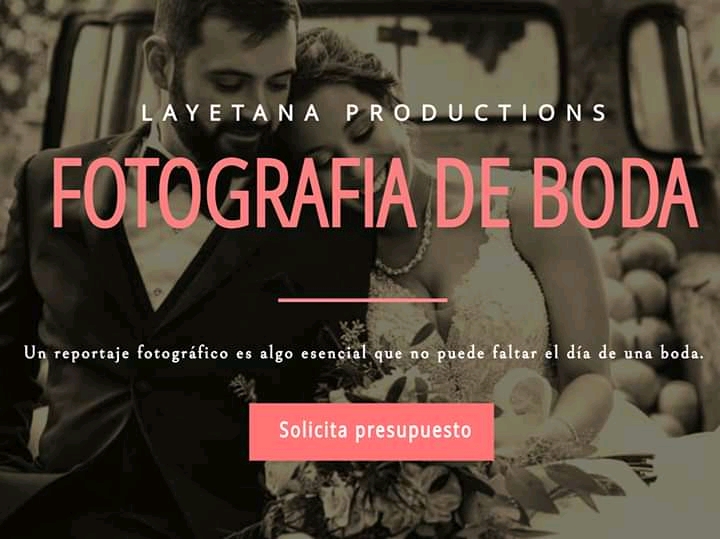 LAYETANA PRODUCTIONS
FOTOGRAFIA DE BODA
Un reportaje fotográfico es algo esencial que no puede faltar el día de una boda.
Solicita presupuesto